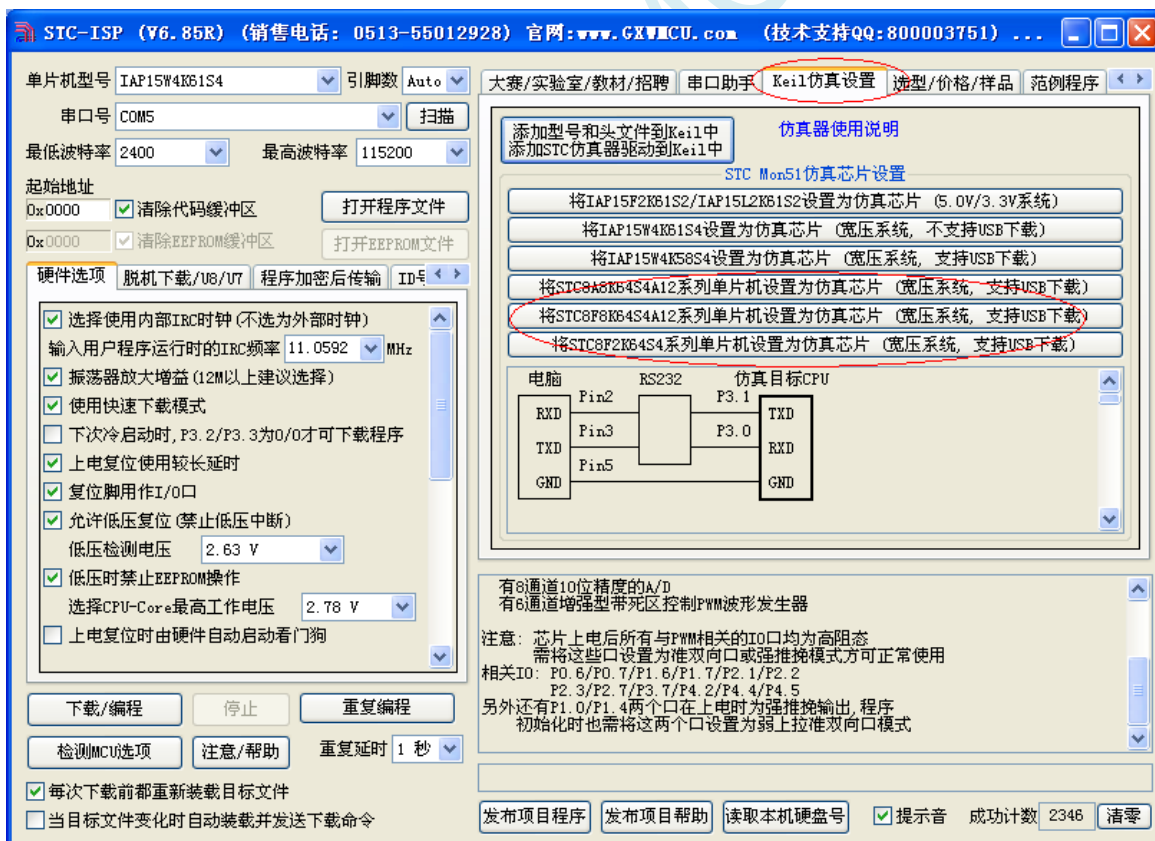 STC-ISP (V6.85R) (销售电话: 0513-55012928) 官网:www.GXWMCU.com (技术支持QQ:800003751) ...
单片机型号 IAP15W4K61S4 引脚数 Auto
串口号 COM5 扫描
最低波特率 2400 最高波特率 115200
起始地址
0x0000 清除代码缓冲区 打开程序文件
0x0000 清除EEPROM缓冲区 打开EEPROM文件
硬件选项 脱机下载/U8/U7 程序加密后传输
选择使用内部IRC时钟(不选为外部时钟)
输入用户程序运行时的IRC频率 11.0592 MHz
振荡器放大增益(12M以上建议选择)
使用快速下载模式
下次冷启动时,P3.2/P3.3为0/0才可下载程序
上电复位使用较长延时
复位脚用作I/O口
允许低压复位(禁止低压中断)
低压检测电压 2.63 V
低压时禁止EEPROM操作
选择CPU-Core最高工作电压 2.78 V
上电复位时由硬件自动启动看门狗
下载/编程 停止 重复编程
检测MCU选项 注意/帮助 重复延时 1 秒
每次下载前都重新装载目标文件
当目标文件变化时自动装载并发送下载命令
大赛/实验室/教材/招聘 串口助手 Keil仿真设置 选型/价格/样品 范例程序
添加型号和头文件到Keil中
添加STC仿真器驱动到Keil中
仿真器使用说明
STC Mon51仿真芯片设置
将IAP15F2K61S2/IAP15L2K61S2设置为仿真芯片 (5.0V/3.3V系统)
将IAP15W4K61S4设置为仿真芯片 (宽压系统, 不支持USB下载)
将IAP15W4K58S4设置为仿真芯片 (宽压系统, 支持USB下载)
将STC8A8K64S4A12系列单片机设置为仿真芯片 (宽压系统, 支持USB下载)
将STC8F8K64S4A12系列单片机设置为仿真芯片 (宽压系统, 支持USB下载)
将STC8F2K64S4系列单片机设置为仿真芯片 (宽压系统, 支持USB下载)
电脑 RS232 仿真目标CPU
RXD Pin2 P3.1 TXD
TXD Pin3 P3.0 RXD
GND Pin5 GND
有8通道10位精度的A/D
有6通道增强型带死区控制PWM波形发生器
注意: 芯片上电后所有与PWM相关的IO口均为高阻态
需将这些口设置为准双向口或强推挽模式方可正常使用
相关IO: P0.6/P0.7/P1.6/P1.7/P2.1/P2.2
P2.3/P2.7/P3.7/P4.2/P4.4/P4.5
另外还有P1.0/P1.4两个口在上电时为强推挽输出,程序
初始化时也需将这两个口设置为弱上拉准双向口模式
发布项目程序 发布项目帮助 读取本机硬盘号 提示音 成功计数 2346 清零